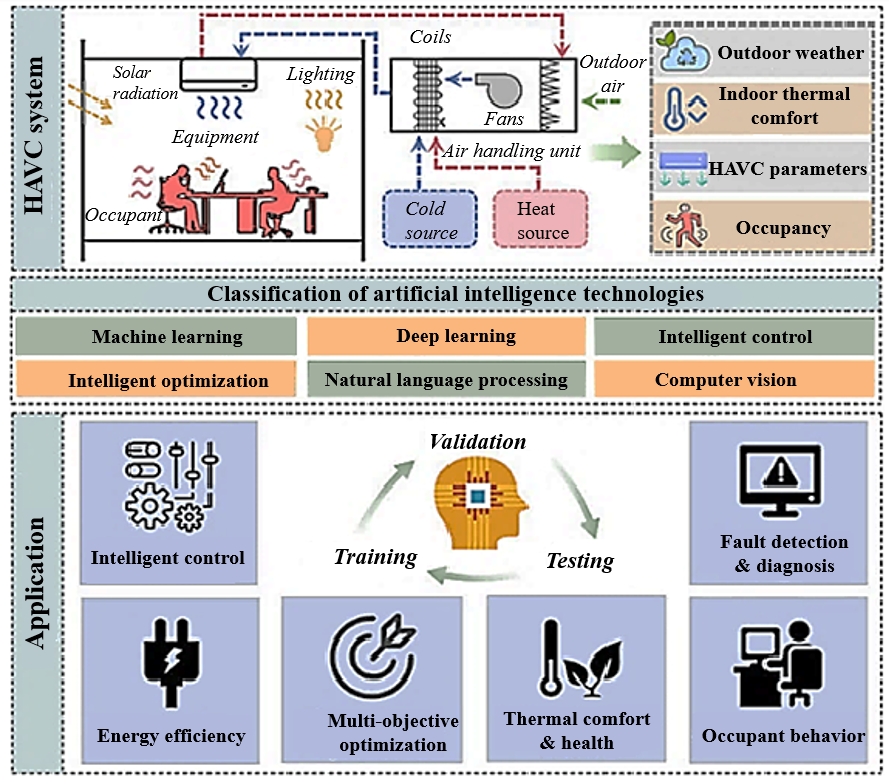 HAVC system
Solar
radiation
Lighting
Equipment
Occupant
Coils
Fans
Outdoor
air
Air handling unit
Cold
source
Heat
source
Outdoor weather
Indoor thermal
comfort
HAVC parameters
Occupancy
Classification of artificial intelligence technologies
Machine learning
Deep learning
Intelligent control
Intelligent optimization
Natural language processing
Computer vision
Application
Intelligent control
Validation
Training
Testing
Fault detection
& diagnosis
Energy efficiency
Multi-objective
optimization
Thermal comfort
& health
Occupant behavior